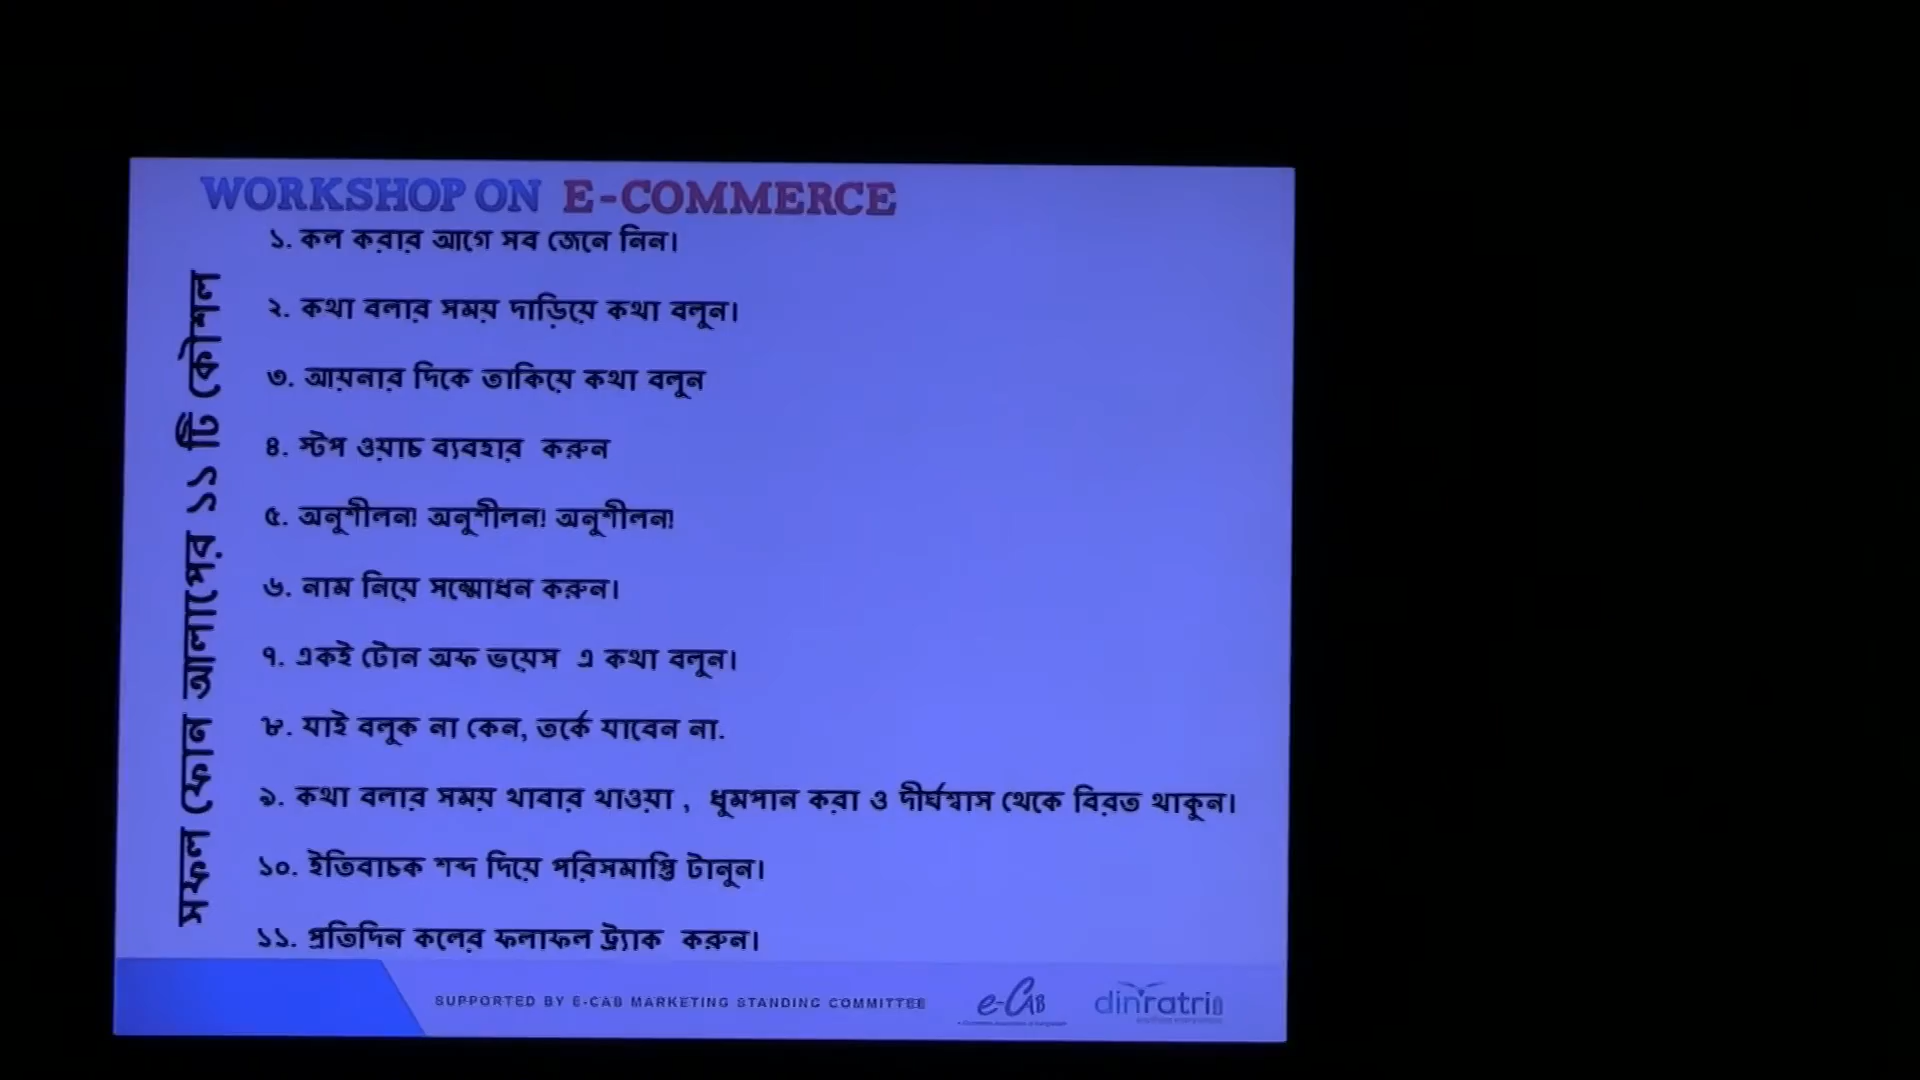 WORKSHOP ON E-COMMERCE
সফল ফোন আলাপের ১১ টি কৌশল
১. কল করার আগে সব জেনে নিন।
২. কথা বলার সময় দাড়িয়ে কথা বলুন।
৩. আয়নার দিকে তাকিয়ে কথা বলুন
৪. স্টপ ওয়াচ ব্যবহার করুন
৫. অনুশীলন! অনুশীলন! অনুশীলন!
৬. নাম নিয়ে সম্মোধন করুন।
৭. একই টোন অফ ভয়েস এ কথা বলুন।
৮. যাই বলুক না কেন, তর্কে যাবেন না.
৯. কথা বলার সময় খাবার খাওয়া , ধুমপান করা ও দীর্ঘশ্বাস থেকে বিরত থাকুন।
১০. ইতিবাচক শব্দ দিয়ে পরিসমাপ্তি টানুন।
১১. প্রতিদিন কলের ফলাফল ট্র্যাক করুন।
SUPPORTED BY E-CAB MARKETING STANDING COMMITTEE
e-CAB
dinratri